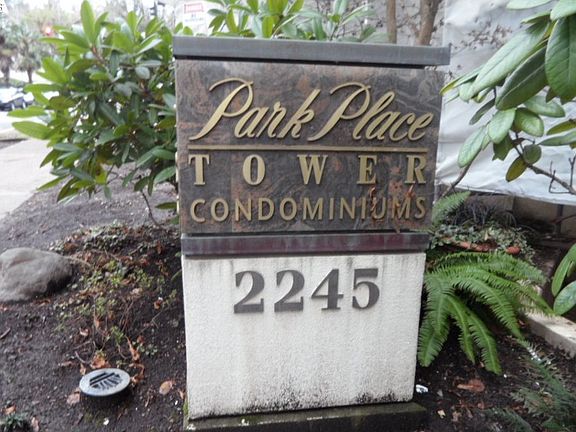 Park Place
TOWER
CONDOMINIUMS
2245